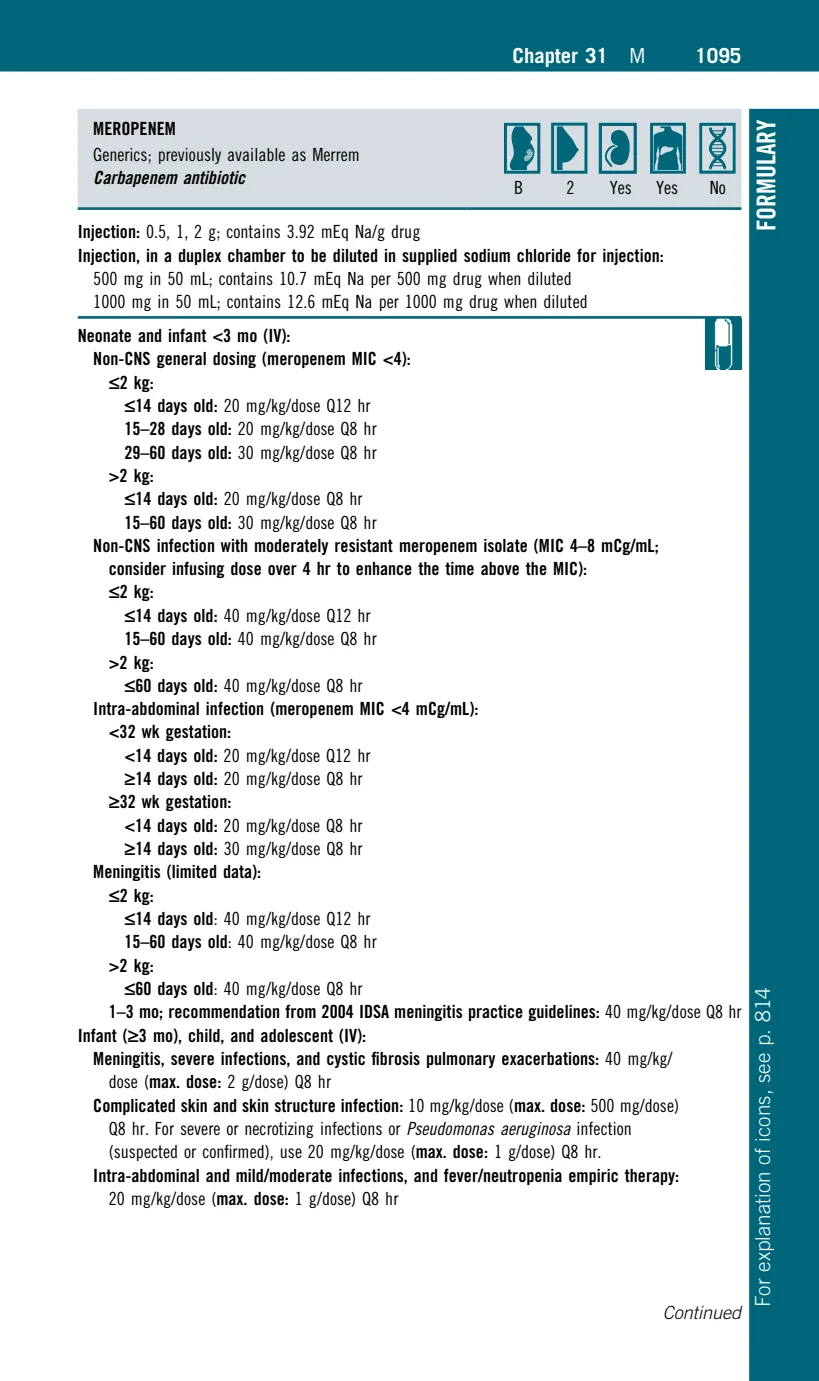 Chapter 31 M 1095
MEROPENEM
Generics; previously available as Merrem
Carbapenem antibiotic
B 2 Yes Yes No
Injection: 0.5, 1, 2 g; contains 3.92 mEq Na/g drug
Injection, in a duplex chamber to be diluted in supplied sodium chloride for injection:
500 mg in 50 mL; contains 10.7 mEq Na per 500 mg drug when diluted
1000 mg in 50 mL; contains 12.6 mEq Na per 1000 mg drug when diluted
Neonate and infant <3 mo (IV):
Non-CNS general dosing (meropenem MIC <4):
≤2 kg:
≤14 days old: 20 mg/kg/dose Q12 hr
15–28 days old: 20 mg/kg/dose Q8 hr
29–60 days old: 30 mg/kg/dose Q8 hr
>2 kg:
≤14 days old: 20 mg/kg/dose Q8 hr
15–60 days old: 30 mg/kg/dose Q8 hr
Non-CNS infection with moderately resistant meropenem isolate (MIC 4–8 mCg/mL;
consider infusing dose over 4 hr to enhance the time above the MIC):
≤2 kg:
≤14 days old: 40 mg/kg/dose Q12 hr
15–60 days old: 40 mg/kg/dose Q8 hr
>2 kg:
≤60 days old: 40 mg/kg/dose Q8 hr
Intra-abdominal infection (meropenem MIC <4 mCg/mL):
<32 wk gestation:
<14 days old: 20 mg/kg/dose Q12 hr
≥14 days old: 20 mg/kg/dose Q8 hr
≥32 wk gestation:
<14 days old: 20 mg/kg/dose Q8 hr
≥14 days old: 30 mg/kg/dose Q8 hr
Meningitis (limited data):
≤2 kg:
≤14 days old: 40 mg/kg/dose Q12 hr
15–60 days old: 40 mg/kg/dose Q8 hr
>2 kg:
≤60 days old: 40 mg/kg/dose Q8 hr
1–3 mo; recommendation from 2004 IDSA meningitis practice guidelines: 40 mg/kg/dose Q8 hr
Infant (≥3 mo), child, and adolescent (IV):
Meningitis, severe infections, and cystic fibrosis pulmonary exacerbations: 40 mg/kg/
dose (max. dose: 2 g/dose) Q8 hr
Complicated skin and skin structure infection: 10 mg/kg/dose (max. dose: 500 mg/dose)
Q8 hr. For severe or necrotizing infections or Pseudomonas aeruginosa infection
(suspected or confirmed), use 20 mg/kg/dose (max. dose: 1 g/dose) Q8 hr.
Intra-abdominal and mild/moderate infections, and fever/neutropenia empiric therapy:
20 mg/kg/dose (max. dose: 1 g/dose) Q8 hr
Continued
FORMULARY
For explanation of icons, see p. 814